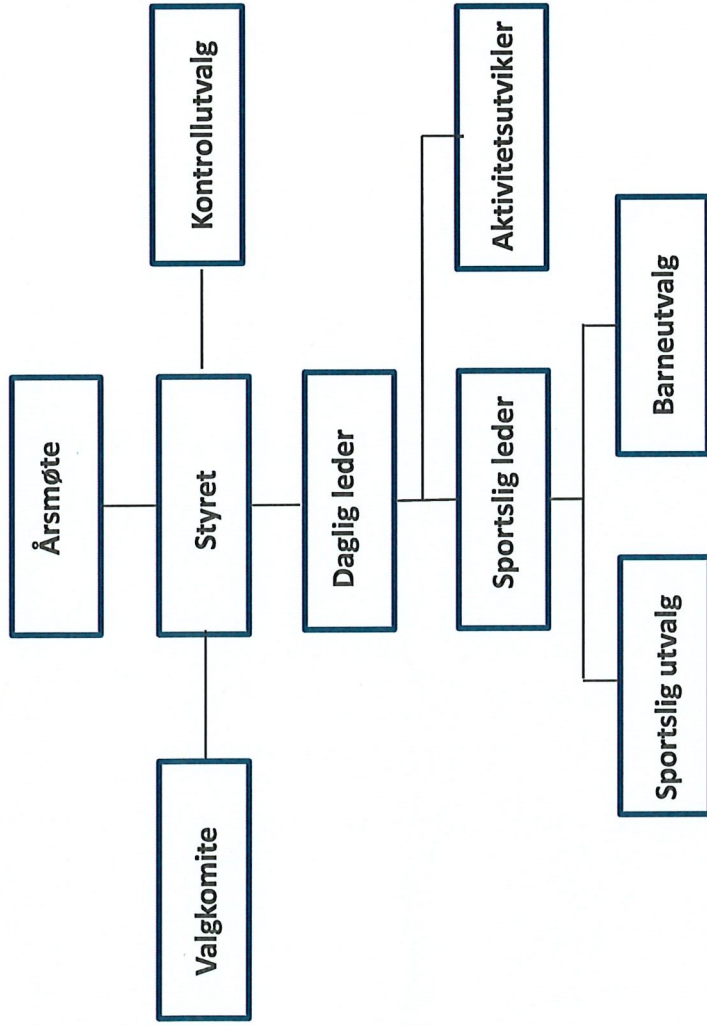 Årsmøte
Valgkomite
Styret
Kontrollutvalg
Daglig leder
Sportslig leder
Aktivitetsutvikler
Sportslig utvalg
Barneutvalg